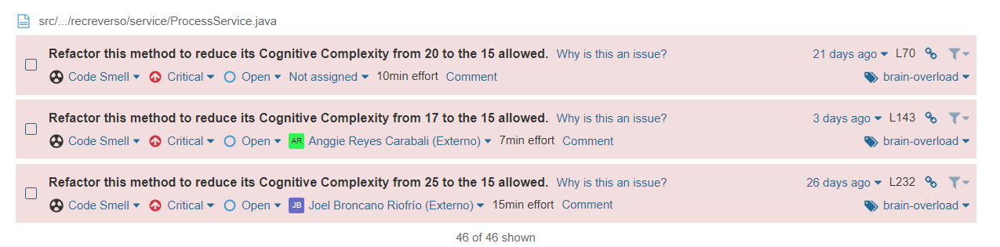 src/.../recreverso/service/ProcessService.java
Refactor this method to reduce its Cognitive Complexity from 20 to the 15 allowed. Why is this an issue? 21 days ago L70
Code Smell Critical Open Not assigned 10min effort Comment brain-overload
Refactor this method to reduce its Cognitive Complexity from 17 to the 15 allowed. Why is this an issue? 3 days ago L143
Code Smell Critical Open AR Anggie Reyes Carabali (Externo) 7min effort Comment brain-overload
Refactor this method to reduce its Cognitive Complexity from 25 to the 15 allowed. Why is this an issue? 26 days ago L232
Code Smell Critical Open JB Joel Broncano Riofrío (Externo) 15min effort Comment brain-overload
46 of 46 shown